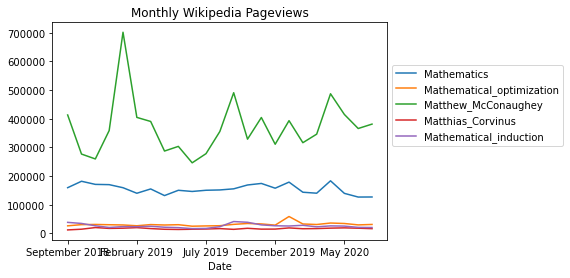 Monthly Wikipedia Pageviews
700000
600000
500000
400000
300000
200000
100000
0
September 2018 February 2019 July 2019 December 2019 May 2020
Date
Mathematics
Mathematical_optimization
Matthew_McConaughey
Matthias_Corvinus
Mathematical_induction